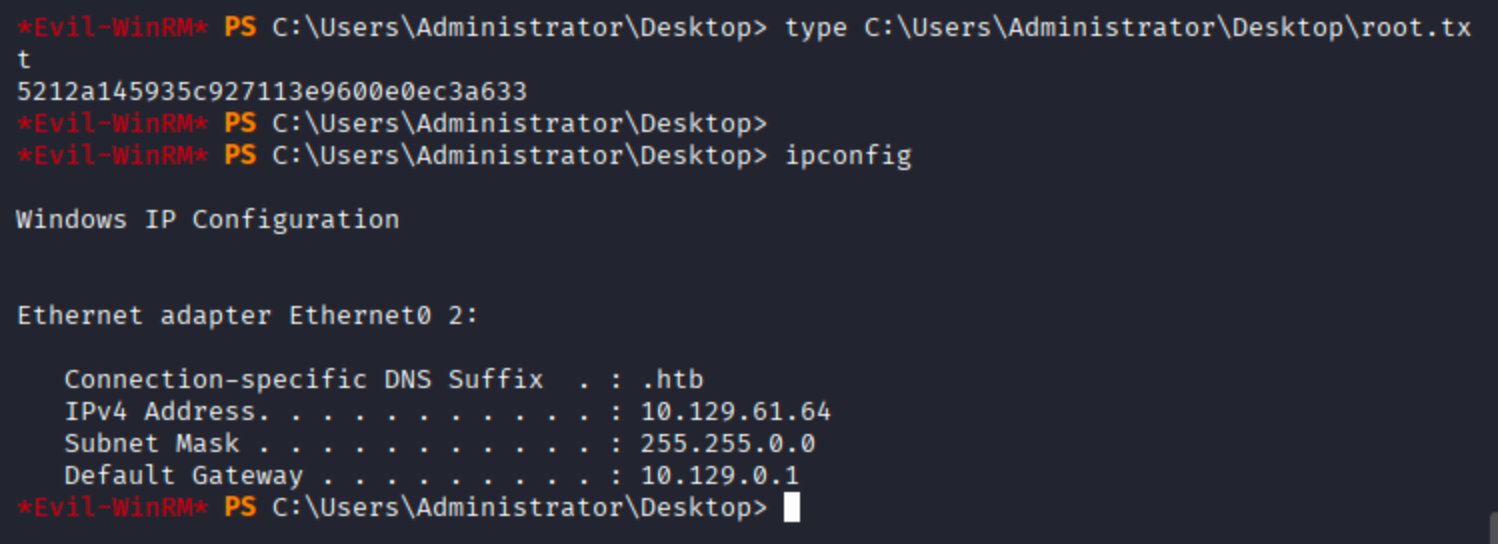 *Evil-WinRM* PS C:\Users\Administrator\Desktop> type C:\Users\Administrator\Desktop\root.tx
t
5212a145935c927113e9600e0ec3a633
*Evil-WinRM* PS C:\Users\Administrator\Desktop>
*Evil-WinRM* PS C:\Users\Administrator\Desktop> ipconfig
Windows IP Configuration
Ethernet adapter Ethernet0 2:
Connection-specific DNS Suffix  . : .htb
IPv4 Address. . . . . . . . . . . : 10.129.61.64
Subnet Mask . . . . . . . . . . . : 255.255.0.0
Default Gateway . . . . . . . . . : 10.129.0.1
*Evil-WinRM* PS C:\Users\Administrator\Desktop>